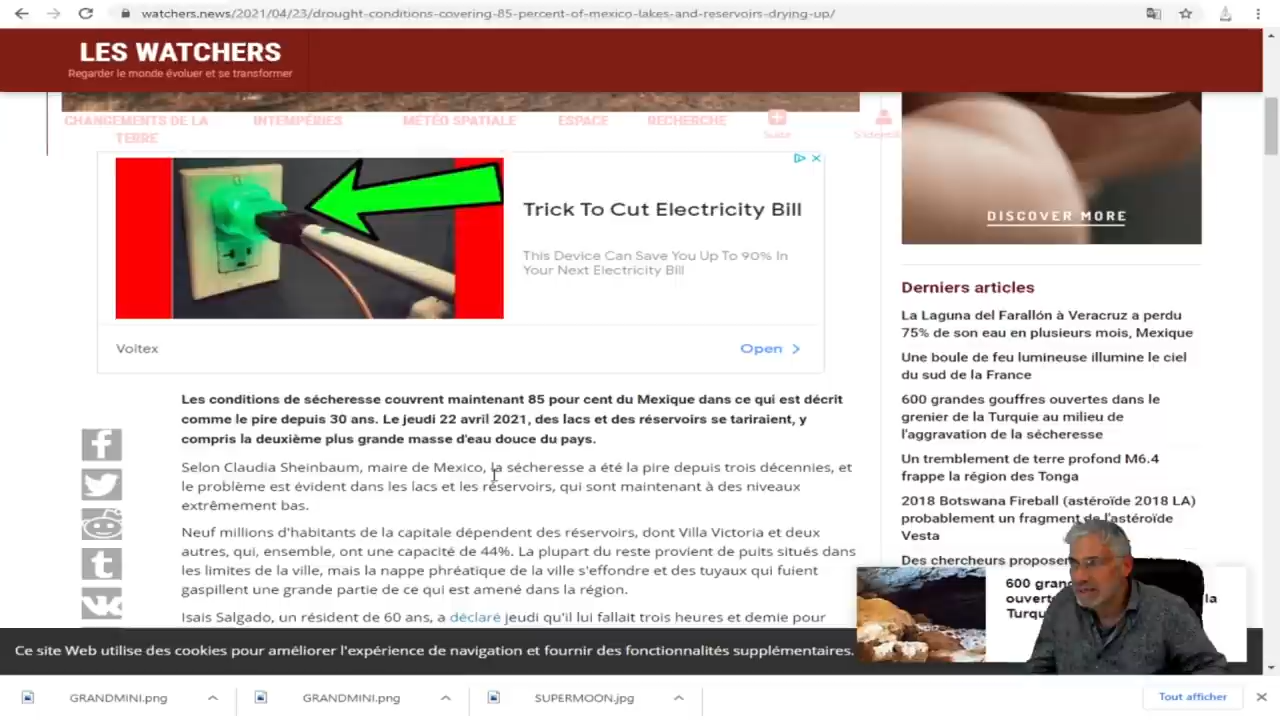 watchers.news/2021/04/23/drought-conditions-covering-85-percent-of-mexico-lakes-and-reservoirs-drying-up/
LES WATCHERS
Regarder le monde évoluer et se transformer
CHANGEMENTS DE LA
TERRE
INTEMPÉRIES
MÉTÉO SPATIALE
ESPACE
RECHERCHE
Trick To Cut Electricity Bill
This Device Can Save You Up To 90% In
Your Next Electricity Bill
Voltex
Open
Les conditions de sécheresse couvrent maintenant 85 pour cent du Mexique dans ce qui est décrit
comme le pire depuis 30 ans. Le jeudi 22 avril 2021, des lacs et des réservoirs se tariraient, y
compris la deuxième plus grande masse d'eau douce du pays.
Selon Claudia Sheinbaum, maire de Mexico, la sécheresse a été la pire depuis trois décennies, et
le problème est évident dans les lacs et les réservoirs, qui sont maintenant à des niveaux
extrêmement bas.
Neuf millions d'habitants de la capitale dépendent des réservoirs, dont Villa Victoria et deux
autres, qui, ensemble, ont une capacité de 44%. La plupart du reste provient de puits situés dans
les limites de la ville, mais la nappe phréatique de la ville s'effondre et des tuyaux qui fuient
gaspillent une grande partie de ce qui est amené dans la région.
Isais Salgado, un résident de 60 ans, a déclaré jeudi qu'il lui fallait trois heures et demie pour
DISCOVER MORE
Derniers articles
La Laguna del Farallón à Veracruz a perdu
75% de son eau en plusieurs mois, Mexique
Une boule de feu lumineuse illumine le ciel
du sud de la France
600 grandes gouffres ouvertes dans le
grenier de la Turquie au milieu de
l'aggravation de la sécheresse
Un tremblement de terre profond M6.4
frappe la région des Tonga
2018 Botswana Fireball (astéroïde 2018 LA)
probablement un fragment de l'astéroïde
Vesta
Des chercheurs
600
Ce site Web utilise des cookies pour améliorer l'expérience de navigation et fournir des fonctionnalités supplémentaires.
GRANDMINI.png
GRANDMINI.png
SUPERMOON.jpg
Tout afficher